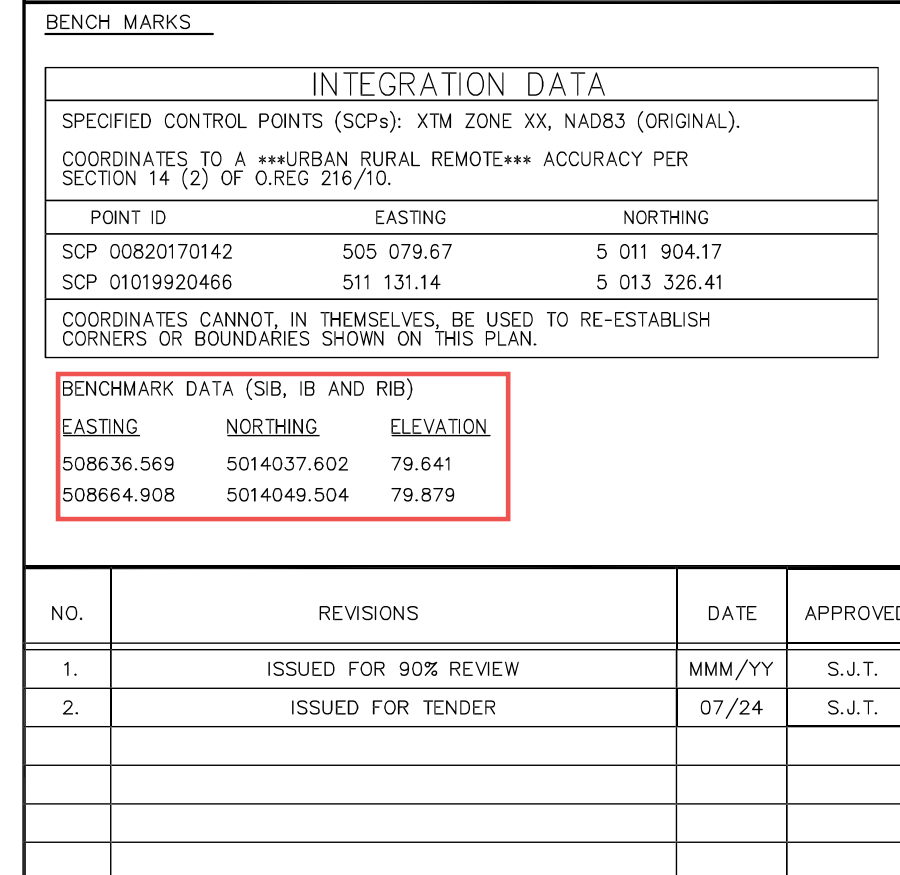 BENCH MARKS
INTEGRATION DATA
SPECIFIED CONTROL POINTS (SCPs): XTM ZONE XX, NAD83 (ORIGINAL).
COORDINATES TO A ***URBAN RURAL REMOTE*** ACCURACY PER
SECTION 14 (2) OF O.REG 216/10.
POINT ID EASTING NORTHING
SCP 00820170142 505 079.67 5 011 904.17
SCP 01019920466 511 131.14 5 013 326.41
COORDINATES CANNOT, IN THEMSELVES, BE USED TO RE-ESTABLISH
CORNERS OR BOUNDARIES SHOWN ON THIS PLAN.
BENCHMARK DATA (SIB, IB AND RIB)
EASTING NORTHING ELEVATION
508636.569 5014037.602 79.641
508664.908 5014049.504 79.879
NO. REVISIONS DATE APPROVED
1. ISSUED FOR 90% REVIEW MMM/YY S.J.T.
2. ISSUED FOR TENDER 07/24 S.J.T.